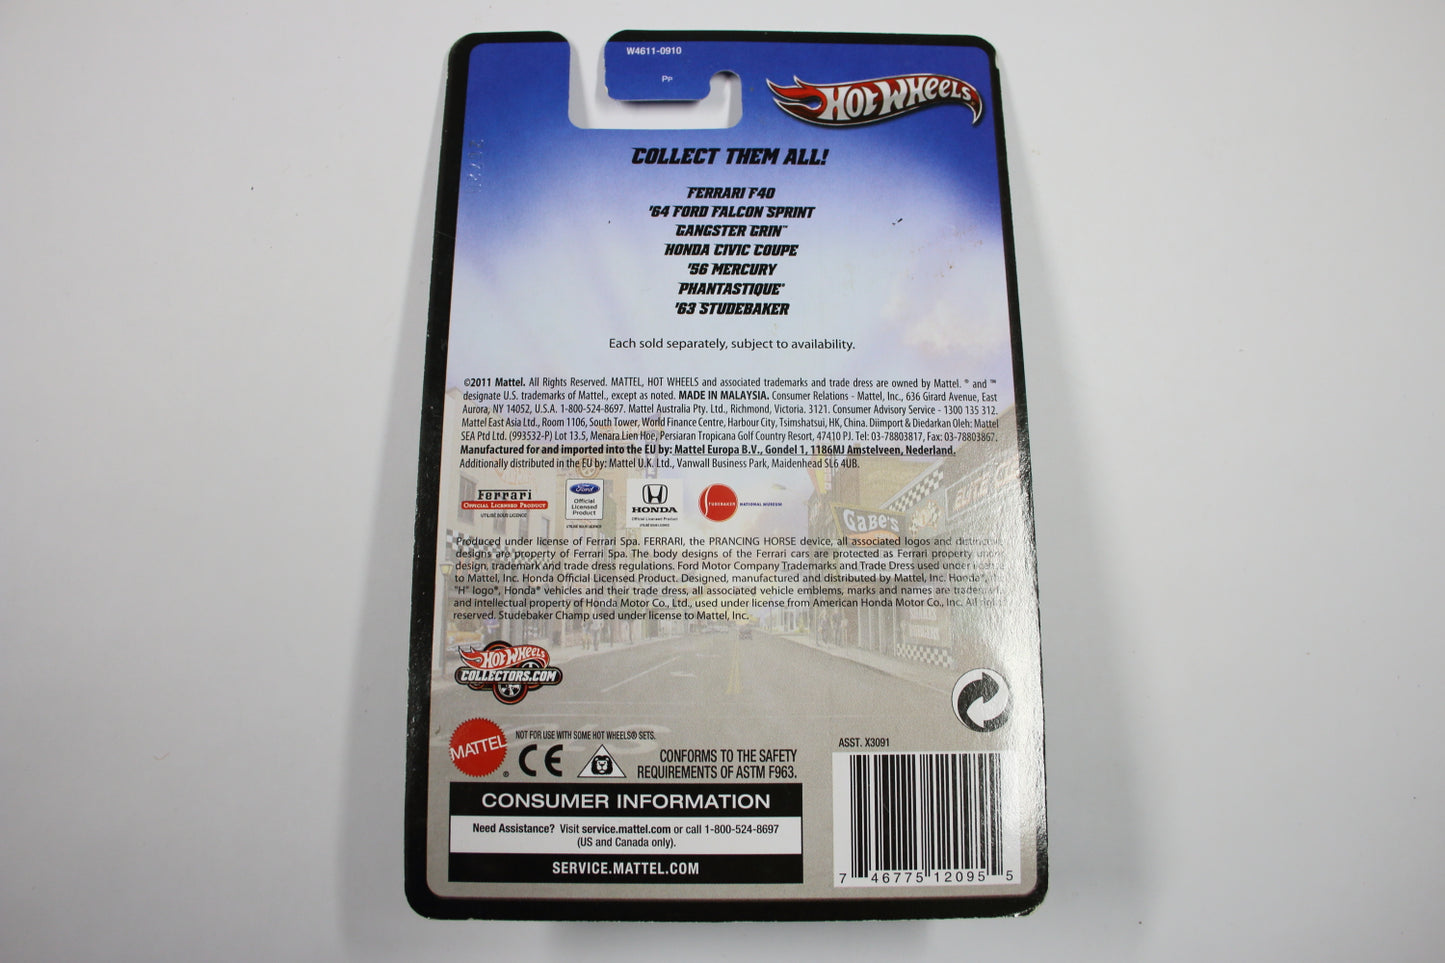 W4611-0910
PP
HOT WHEELS
COLLECT THEM ALL!
FERRARI F40
'64 FORD FALCON SPRINT
GANGSTER GRIN™
HONDA CIVIC COUPE
'56 MERCURY
PHANTASTIQUE®
'63 STUDEBAKER
Each sold separately, subject to availability.
©2011 Mattel. All Rights Reserved. MATTEL, HOT WHEELS and associated trademarks and trade dress are owned by Mattel. ® and ™
designate U.S. trademarks of Mattel., except as noted. MADE IN MALAYSIA. Consumer Relations - Mattel, Inc., 636 Girard Avenue, East
Aurora, NY 14052, U.S.A. 1-800-524-8697. Mattel Australia Pty. Ltd., Richmond, Victoria. 3121. Consumer Advisory Service - 1300 135 312.
Mattel East Asia Ltd., Room 1106, South Tower, World Finance Centre, Harbour City, Tsimshatsui, HK, China. Diimport & Diedarkan Oleh: Mattel
SEA Ptd Ltd. (993532-P) Lot 13.5, Menara Lien Hoe, Persiaran Tropicana Golf Country Resort, 47410 PJ. Tel: 03-78803817, Fax: 03-78803867.
Manufactured for and imported into the EU by: Mattel Europa B.V., Gondel 1, 1186MJ Amstelveen, Nederland.
Additionally distributed in the EU by: Mattel U.K. Ltd., Vanwall Business Park, Maidenhead SL6 4UB.
Ferrari
OFFICIAL LICENSED PRODUCT
UTILISÉ SOUS LICENCE
Ford
Official
Licensed
Product
UTILISÉ SOUS LICENCE
HONDA
Official Licensed Product
UTILISÉ SOUS LICENCE
STUDEBAKER NATIONAL MUSEUM
GABE'S
Produced under license of Ferrari Spa. FERRARI, the PRANCING HORSE device, all associated logos and distinctive
designs are property of Ferrari Spa. The body designs of the Ferrari cars are protected as Ferrari property under
design, trademark and trade dress regulations. Ford Motor Company Trademarks and Trade Dress used under license
to Mattel, Inc. Honda Official Licensed Product. Designed, manufactured and distributed by Mattel, Inc. Honda®, the
"H" logo®, Honda® vehicles and their trade dress, all associated vehicle emblems, marks and names are trademarks
and intellectual property of Honda Motor Co., Ltd., used under license from American Honda Motor Co., Inc. All rights
reserved. Studebaker Champ used under license to Mattel, Inc.
HOT WHEELS
COLLECTORS.COM
MATTEL
®
NOT FOR USE WITH SOME HOT WHEELS® SETS.
CE
CONFORMS TO THE SAFETY
REQUIREMENTS OF ASTM F963.
ASST. X3091
CONSUMER INFORMATION
Need Assistance? Visit service.mattel.com or call 1-800-524-8697
(US and Canada only).
SERVICE.MATTEL.COM
7 46775 12095 5